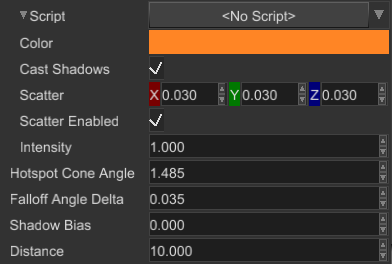 Script <No Script>
Color
Cast Shadows
Scatter X 0.030 Y 0.030 Z 0.030
Scatter Enabled
Intensity 1.000
Hotspot Cone Angle 1.485
Falloff Angle Delta 0.035
Shadow Bias 0.000
Distance 10.000